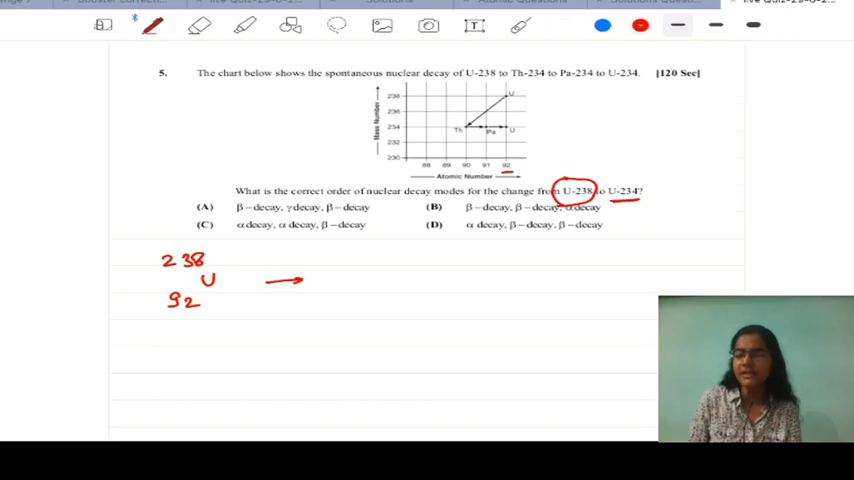 Solutions
Atomic Questions
5. The chart below shows the spontaneous nuclear decay of U-238 to Th-234 to Pa-234 to U-234. [120 Sec]
238
236
234
232
230
Mass Number
U
Th
Pa
U
88 89 90 91 92
Atomic Number
What is the correct order of nuclear decay modes for the change from U-238 to U-234?
(A) β−decay, γ decay, β−decay (B) β−decay, β−decay, α decay
(C) α decay, α decay, β−decay (D) α decay, β−decay, β−decay
238
U →
92